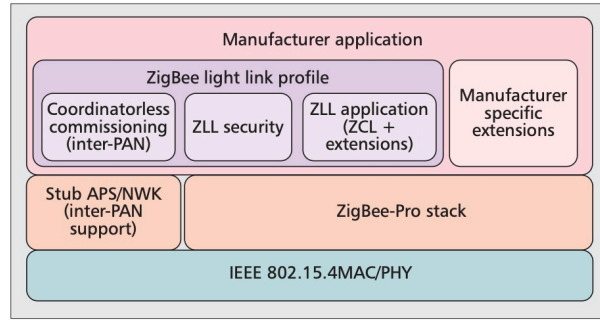 Manufacturer application
ZigBee light link profile
Coordinatorless
commissioning
(inter-PAN)
ZLL security
ZLL application
(ZCL +
extensions)
Manufacturer
specific
extensions
Stub APS/NWK
(inter-PAN
support)
ZigBee-Pro stack
IEEE 802.15.4MAC/PHY